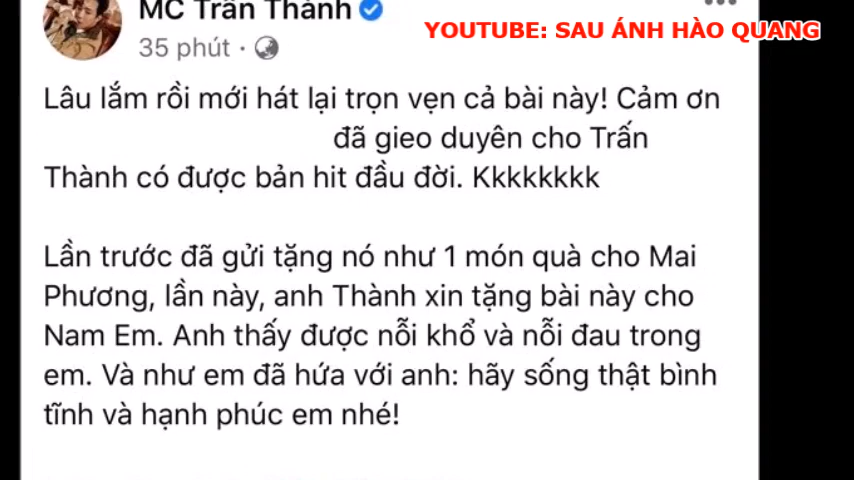 MC Trấn Thành
YOUTUBE: SAU ÁNH HÀO QUANG
35 phút ·
Lâu lắm rồi mới hát lại trọn vẹn cả bài này! Cảm ơn
đã gieo duyên cho Trấn
Thành có được bản hit đầu đời. Kkkkkkkk
Lần trước đã gửi tặng nó như 1 món quà cho Mai
Phương, lần này, anh Thành xin tặng bài này cho
Nam Em. Anh thấy được nỗi khổ và nỗi đau trong
em. Và như em đã hứa với anh: hãy sống thật bình
tĩnh và hạnh phúc em nhé!